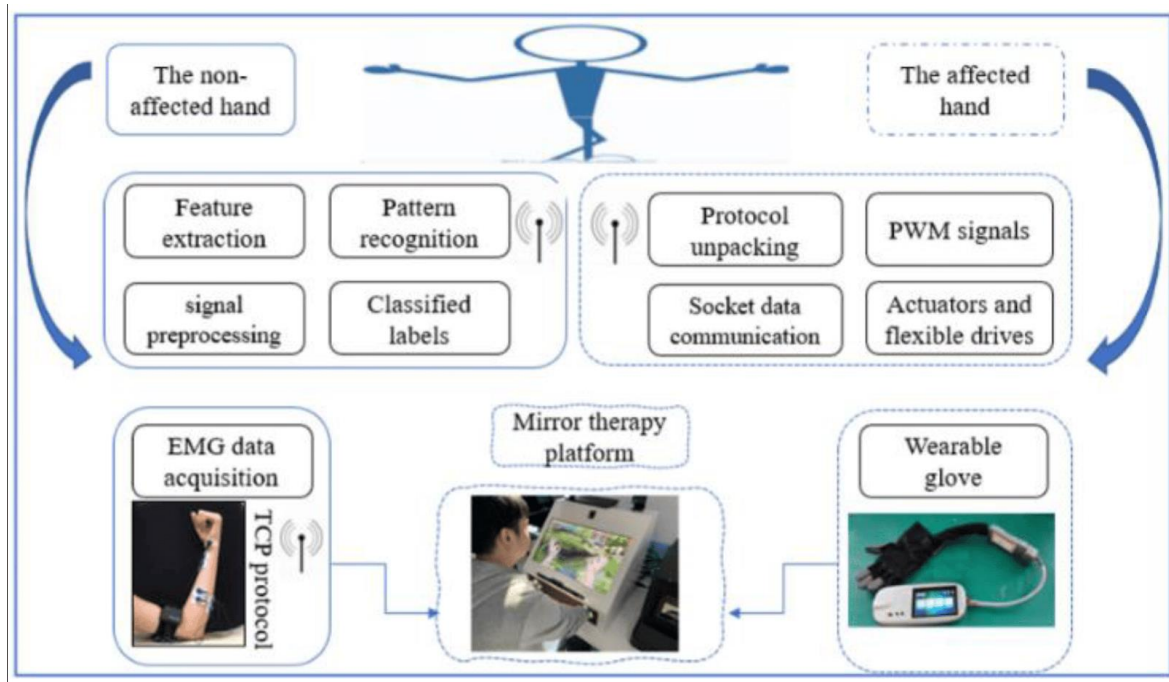 The non-
affected hand
The affected
hand
Feature
extraction
Pattern
recognition
signal
preprocessing
Classified
labels
Protocol
unpacking
PWM signals
Socket data
communication
Actuators and
flexible drives
EMG data
acquisition
TCP protocol
Mirror therapy
platform
Wearable
glove